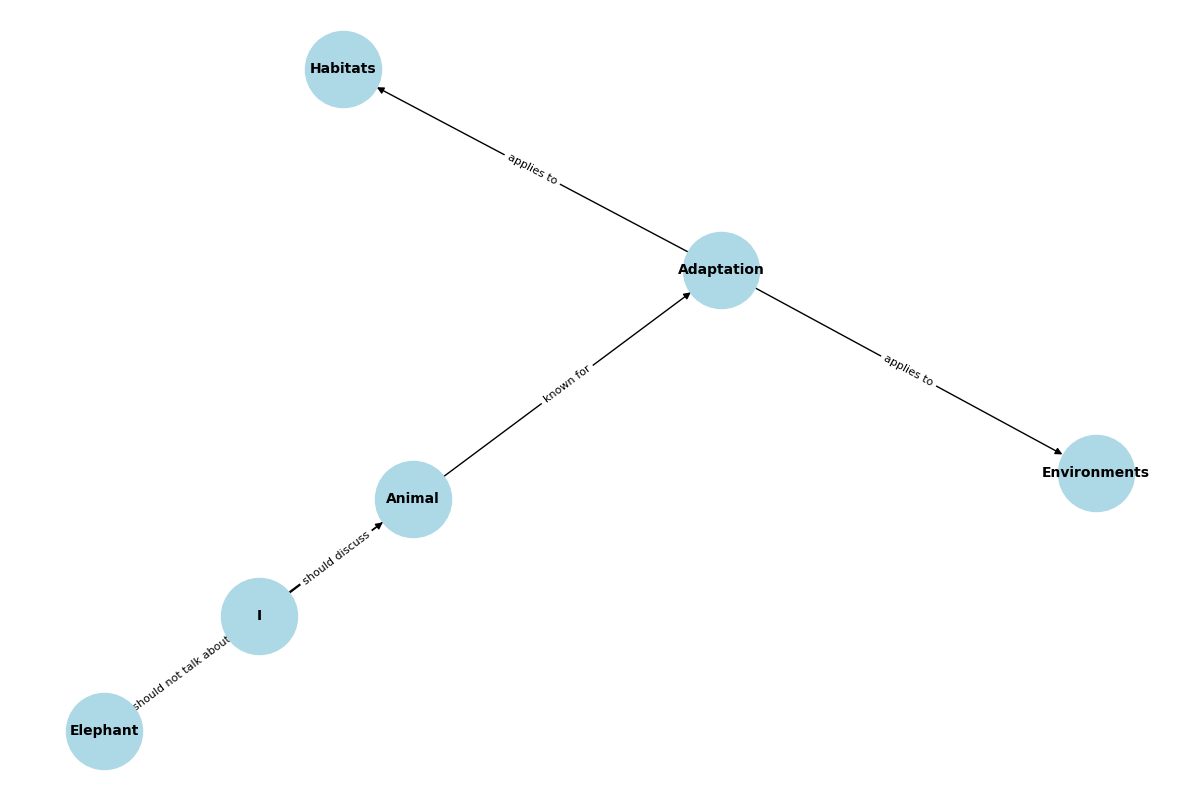 Habitats
applies to
Adaptation
known for
applies to
Environments
Animal
should discuss
I
should not talk about
Elephant